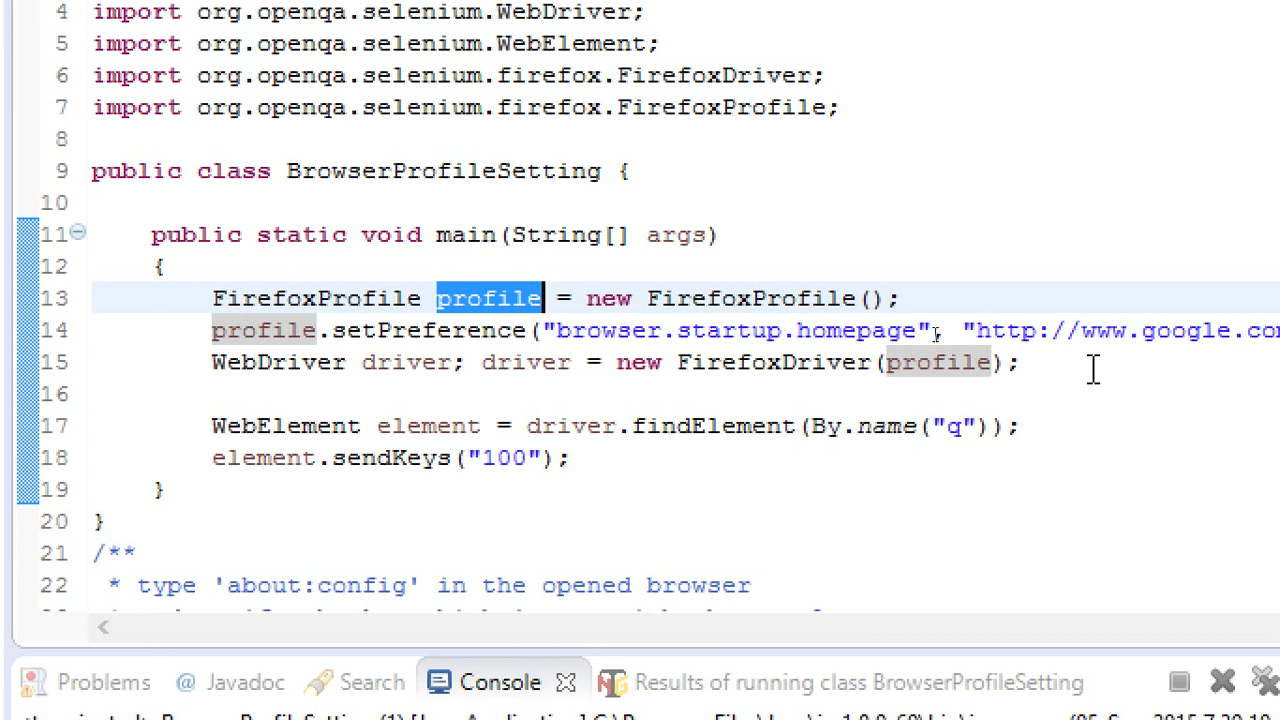 4 import org.openqa.selenium.WebDriver;
5 import org.openqa.selenium.WebElement;
6 import org.openqa.selenium.firefox.FirefoxDriver;
7 import org.openqa.selenium.firefox.FirefoxProfile;
8
9 public class BrowserProfileSetting {
10
11 public static void main(String[] args)
12 {
13 FirefoxProfile profile = new FirefoxProfile();
14 profile.setPreference("browser.startup.homepage", "http://www.google.co
15 WebDriver driver; driver = new FirefoxDriver(profile);
16
17 WebElement element = driver.findElement(By.name("q"));
18 element.sendKeys("100");
19 }
20 }
21 /**
22 * type 'about:config' in the opened browser
Problems @ Javadoc Search Console Results of running class BrowserProfileSetting